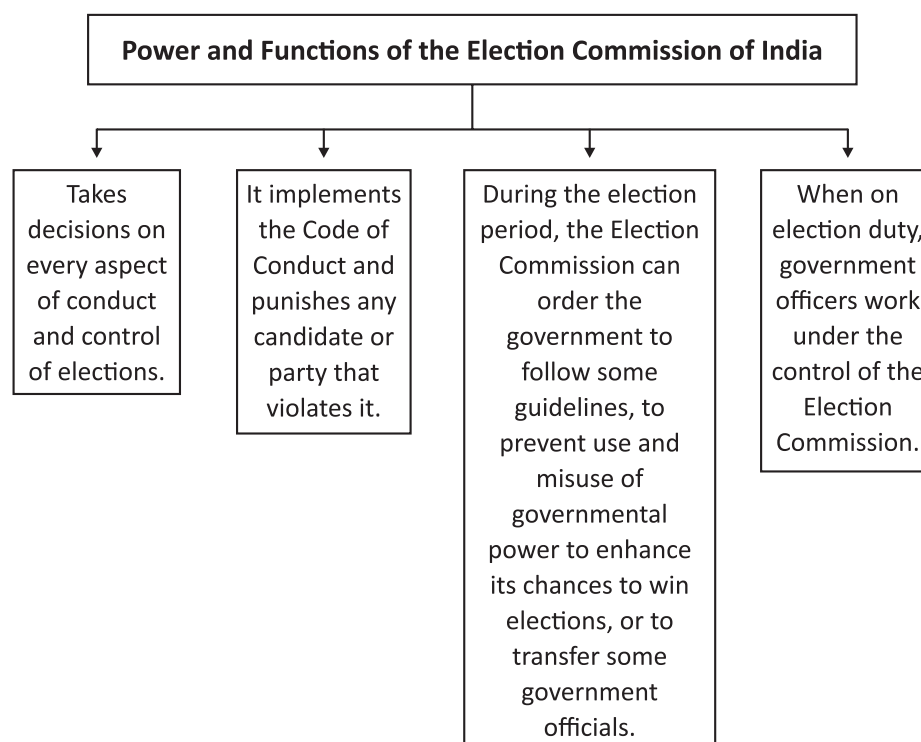 Power and Functions of the Election Commission of India
Takes
decisions on
every aspect
of conduct
and control
of elections.
It implements
the Code of
Conduct and
punishes any
candidate or
party that
violates it.
During the election
period, the Election
Commission can
order the
government to
follow some
guidelines, to
prevent use and
misuse of
governmental
power to enhance
its chances to win
elections, or to
transfer some
government
officials.
When on
election duty,
government
officers work
under the
control of the
Election
Commission.